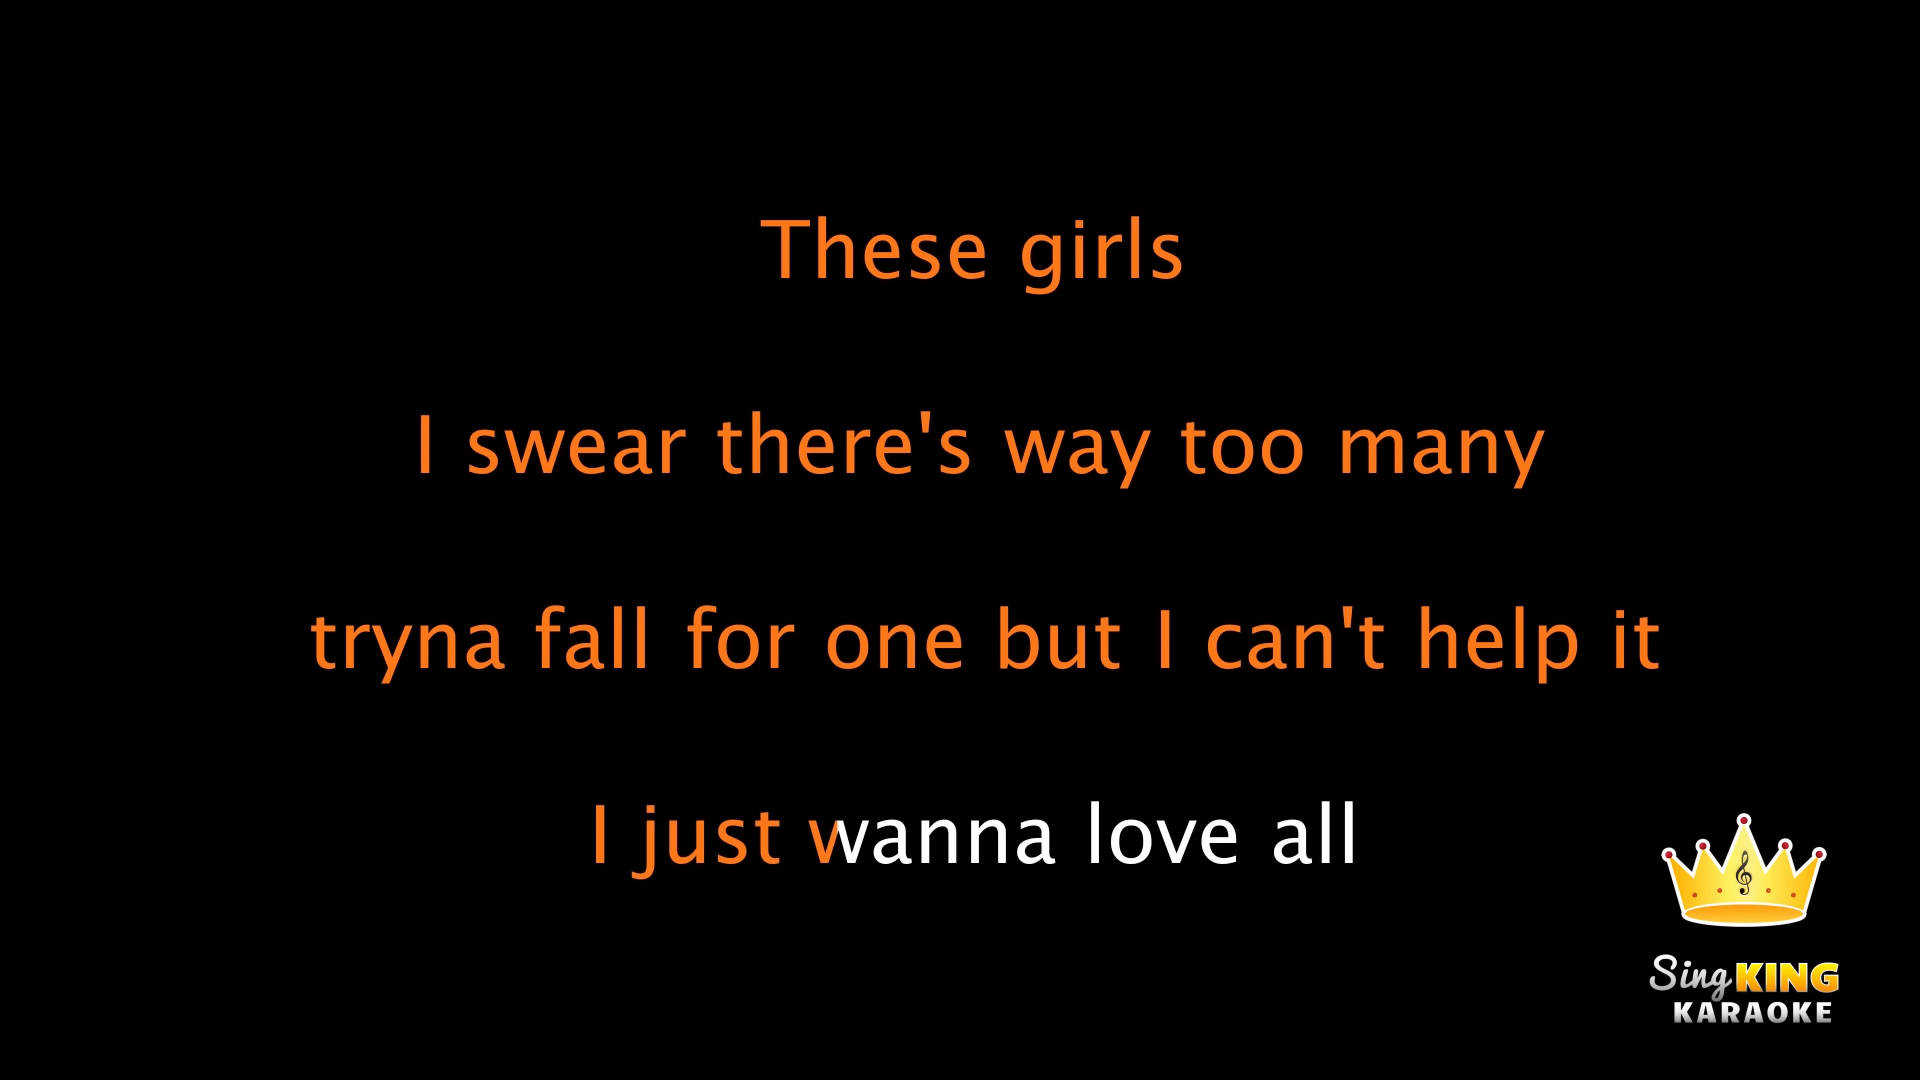 These girls
I swear there's way too many
tryna fall for one but I can't help it
I just wanna love all
Sing KING
KARAOKE